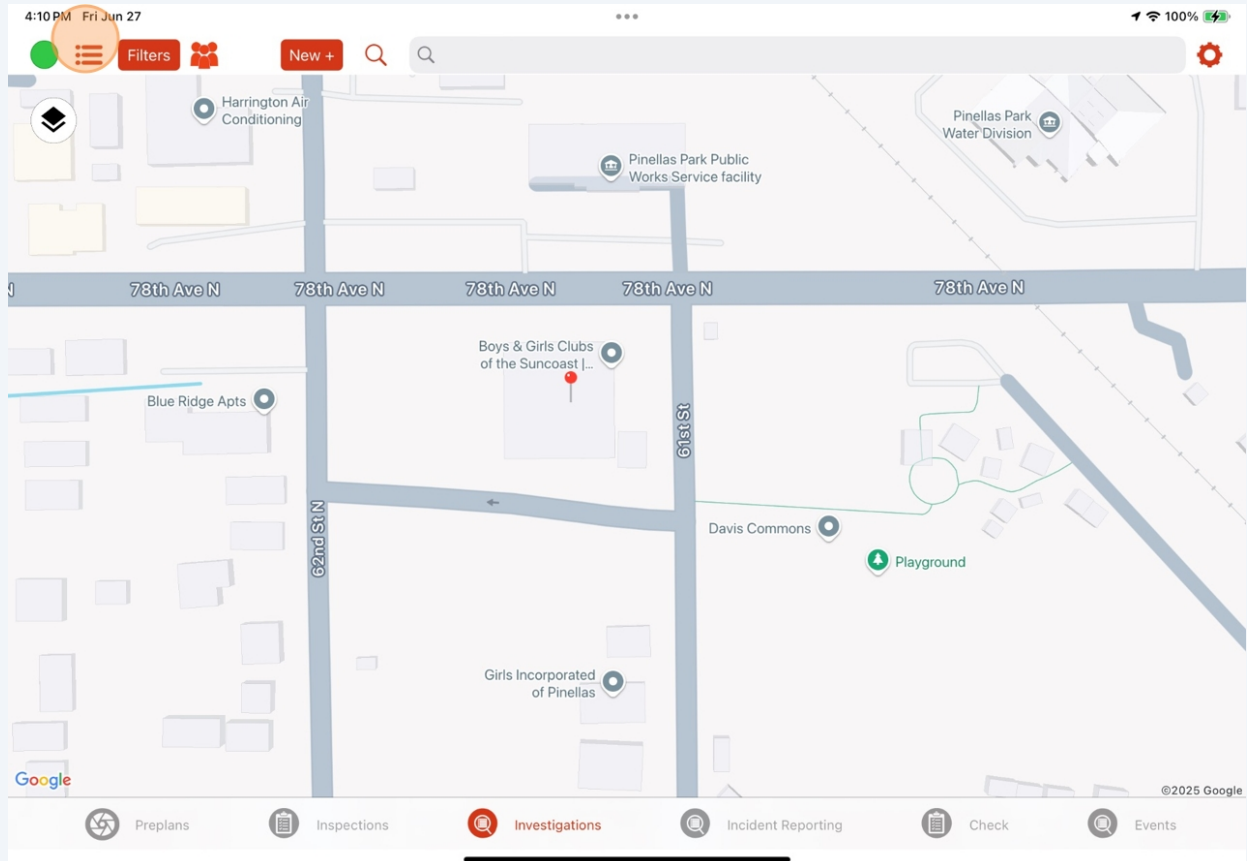 4:10 PM Fri Jun 27
100%
Filters
New +
Harrington Air
Conditioning
Pinellas Park
Water Division
Pinellas Park Public
Works Service facility
N
78th Ave N
78th Ave N
78th Ave N
78th Ave N
78th Ave N
Boys & Girls Clubs
of the Suncoast |...
Blue Ridge Apts
61st St
62nd St N
Davis Commons
Playground
Girls Incorporated
of Pinellas
Google
©2025 Google
Preplans
Inspections
Investigations
Incident Reporting
Check
Events